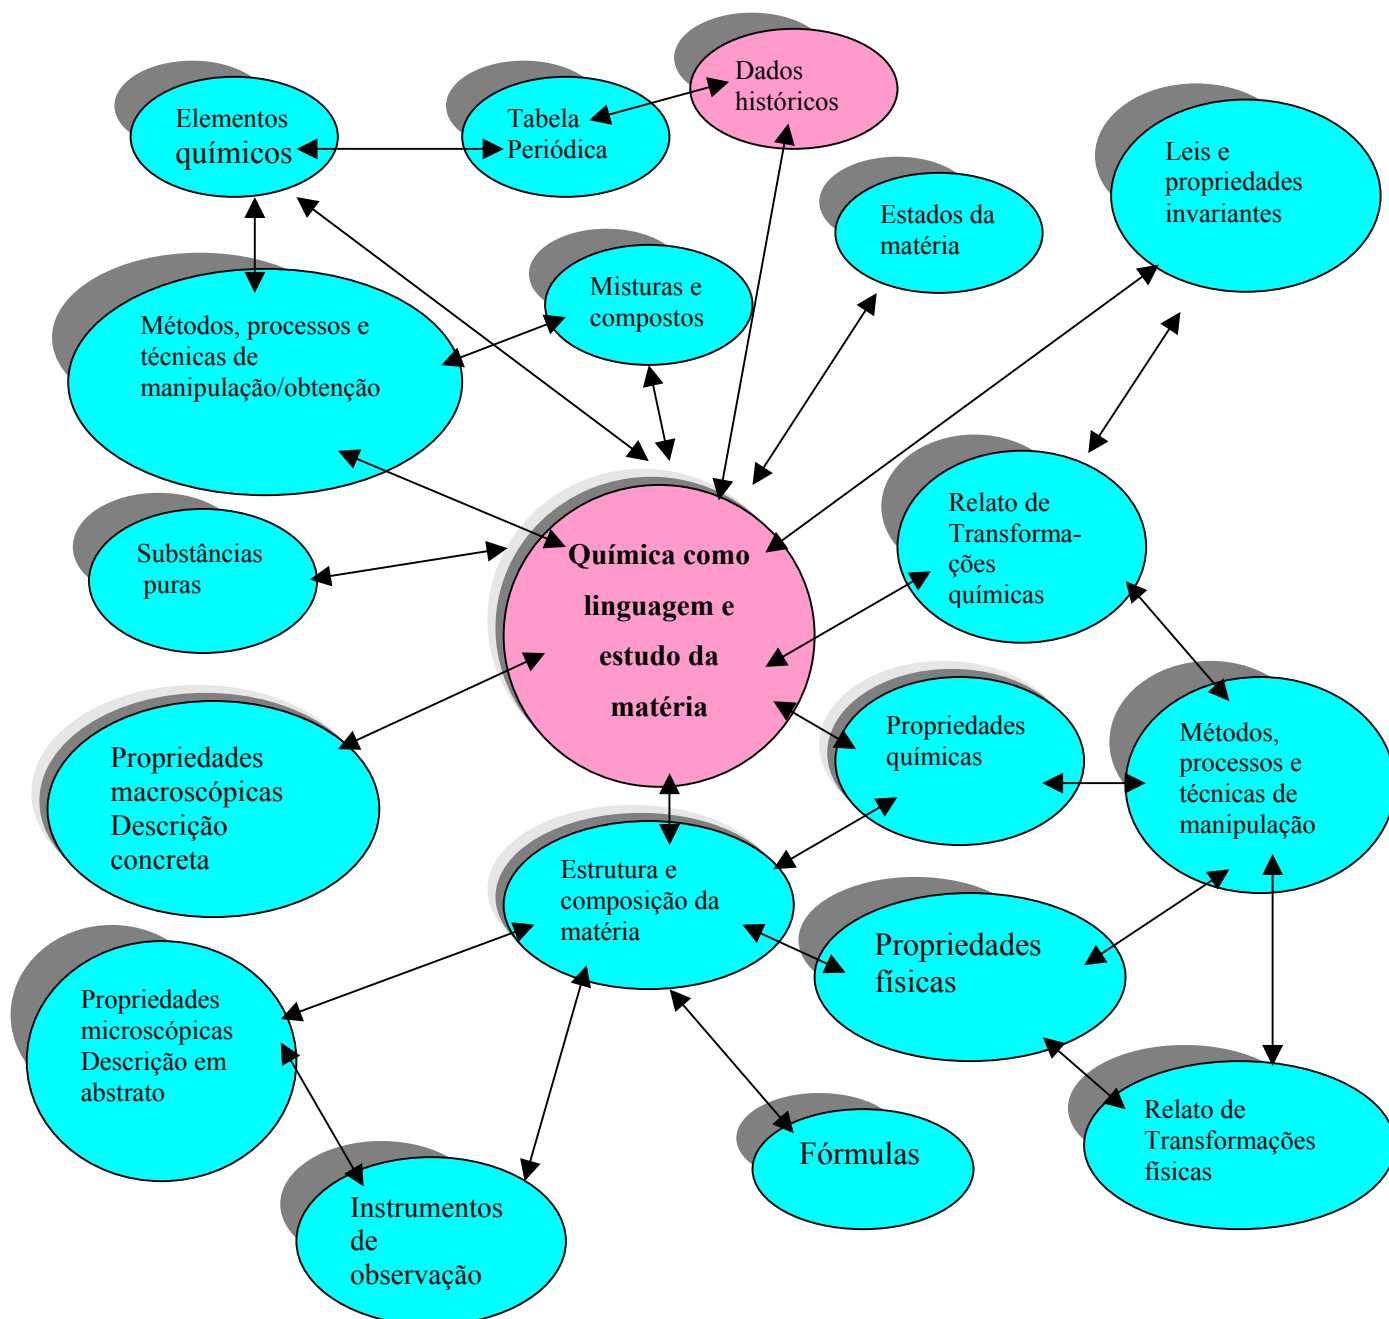 Dados
históricos
Elementos
químicos
Tabela
Periódica
Leis e
propriedades
invariantes
Estados da
matéria
Misturas e
compostos
Métodos, processos e
técnicas de
manipulação/obtenção
Relato de
Transforma-
ções
químicas
Substâncias
puras
Química como
linguagem e
estudo da
matéria
Propriedades
químicas
Métodos,
processos e
técnicas de
manipulação
Propriedades
macroscópicas
Descrição
concreta
Estrutura e
composição da
matéria
Propriedades
físicas
Propriedades
microscópicas
Descrição em
abstrato
Relato de
Transformações
físicas
Fórmulas
Instrumentos
de
observação